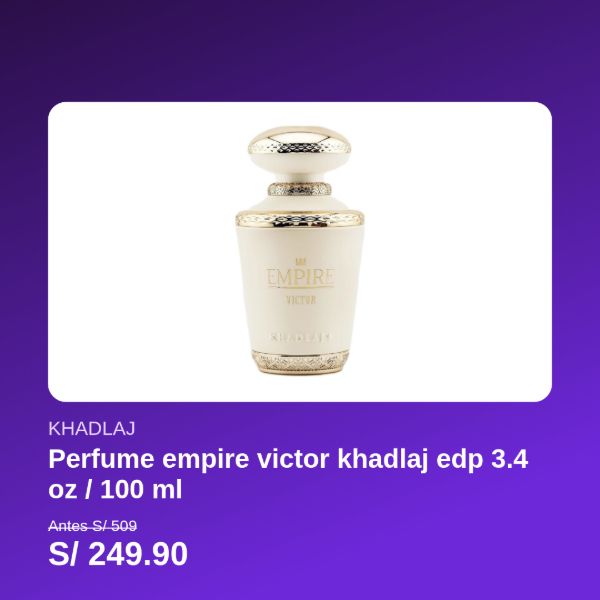 EMPIRE
VICTOR
KHADLAJ
KHADLAJ
Perfume empire victor khadlaj edp 3.4
oz / 100 ml
Antes S/ 509
S/ 249.90